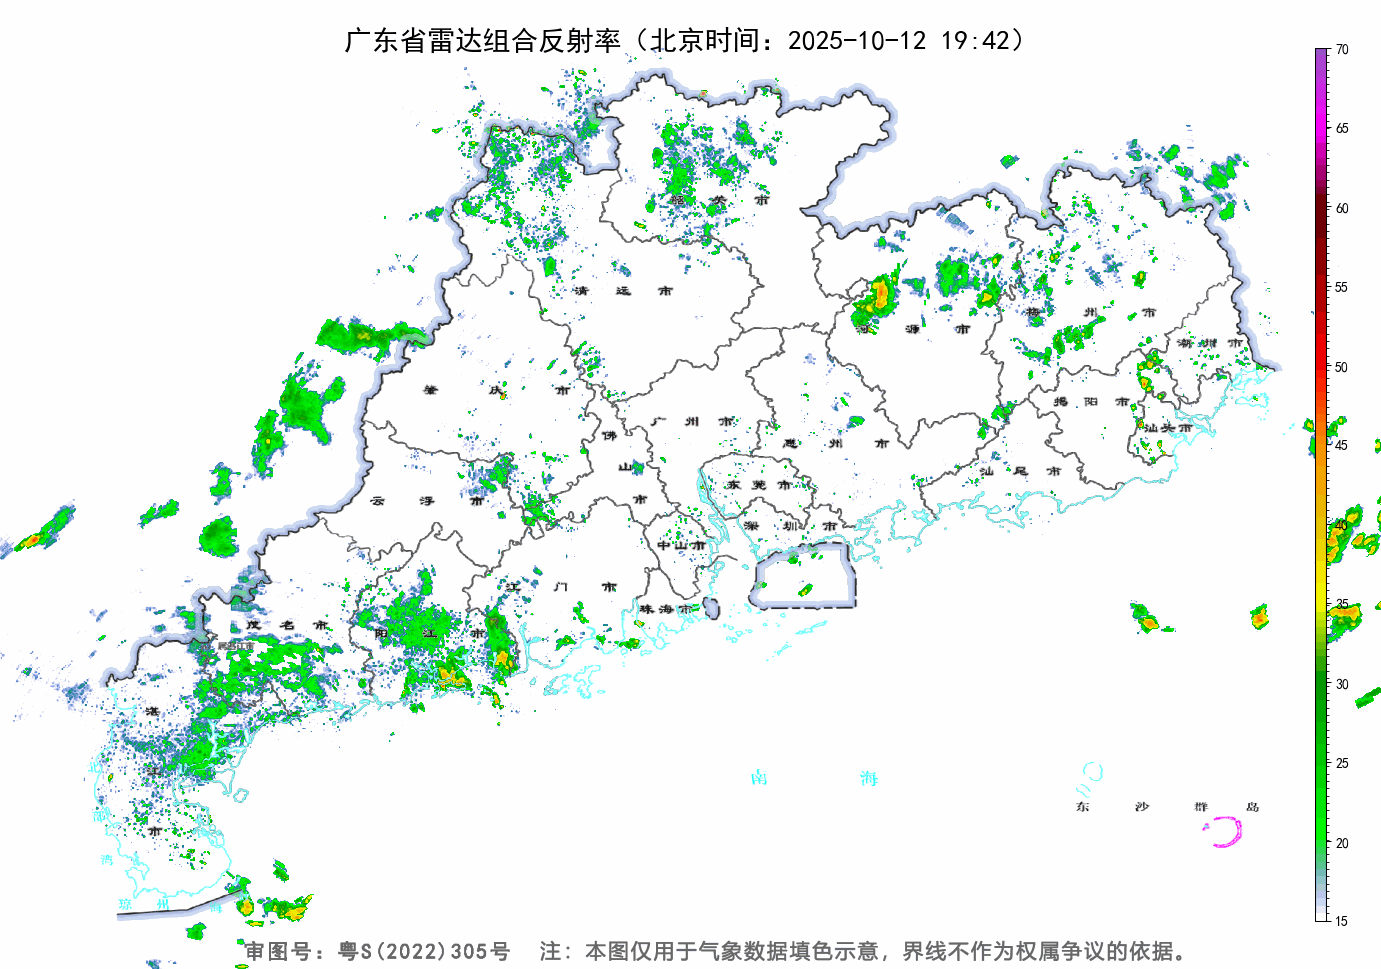 广东省雷达组合反射率（北京时间：2025-10-12 19:42）
70
65
60
55
50
45
40
35
30
25
20
15
韶 关 市
清 远 市
河 源 市
梅 州 市
潮 州 市
肇 庆 市
广 州 市
惠 州 市
揭 阳 市
汕头市
汕 尾 市
佛 山 市
东 莞 市
深 圳 市
中山市
云 浮 市
江 门 市
珠海市
阳 江 市
茂 名 市
湛 江 市
北 部 湾
琼 州 海
南 海
东 沙 群 岛
审图号：粤S(2022)305号 注：本图仅用于气象数据填色示意，界线不作为权属争议的依据。